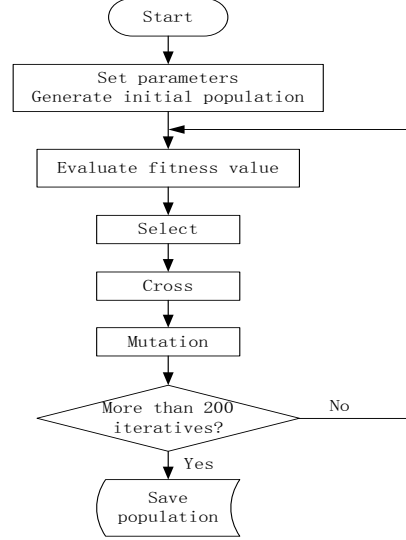 Start
Set parameters
Generate initial population
Evaluate fitness value
Select
Cross
Mutation
More than 200
iteratives?
No
Yes
Save
population